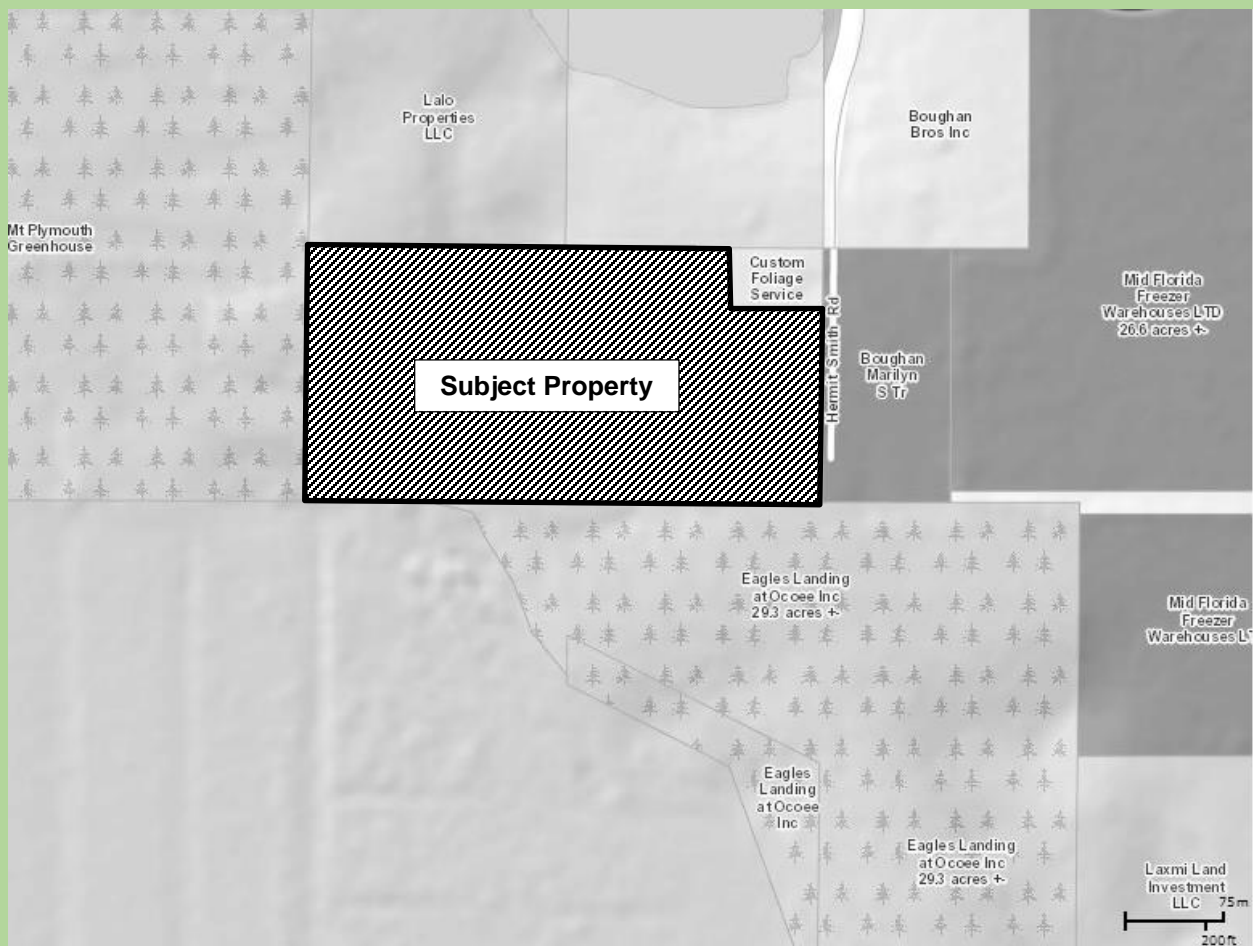 Lalo
Properties
LLC
Boughan
Bros Inc
Mt Plymouth
Greenhouse
Custom
Foliage
Service
Mid Florida
Freezer
Warehouses LTD
26.6 acres +-
Hermit Smith Rd
Boughan
Marilyn
S Tr
Subject Property
Eagles Landing
at Ocoee Inc
29.3 acres +-
Mid Florida
Freezer
Warehouses LT
Eagles
Landing
at Ocoee
Inc
Eagles Landing
at Ocoee Inc
29.3 acres +-
Laxmi Land
Investment
LLC
75m
200ft